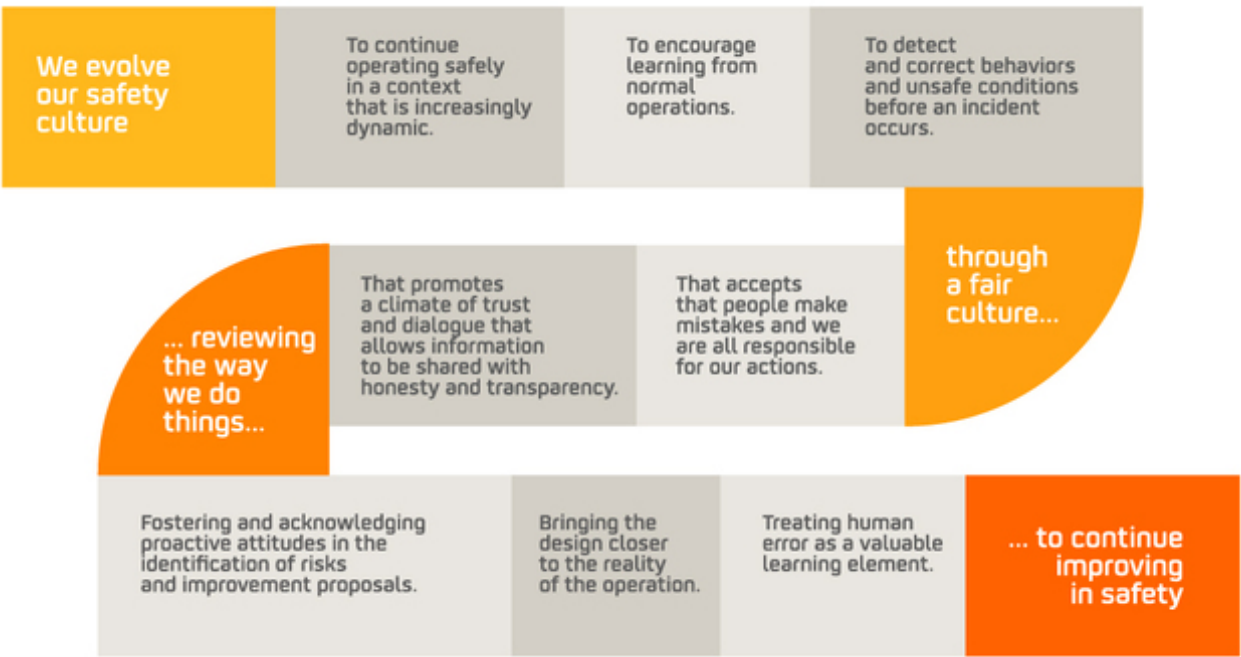 We evolve
our safety
culture
To continue
operating safely
in a context
that is increasingly
dynamic.
To encourage
learning from
normal
operations.
To detect
and correct behaviors
and unsafe conditions
before an incident
occurs.
through
a fair
culture...
That accepts
that people make
mistakes and we
are all responsible
for our actions.
That promotes
a climate of trust
and dialogue that
allows information
to be shared with
honesty and transparency.
... reviewing
the way
we do
things...
Fostering and acknowledging
proactive attitudes in the
identification of risks
and improvement proposals.
Bringing the
design closer
to the reality
of the operation.
Treating human
error as a valuable
learning element.
... to continue
improving
in safety